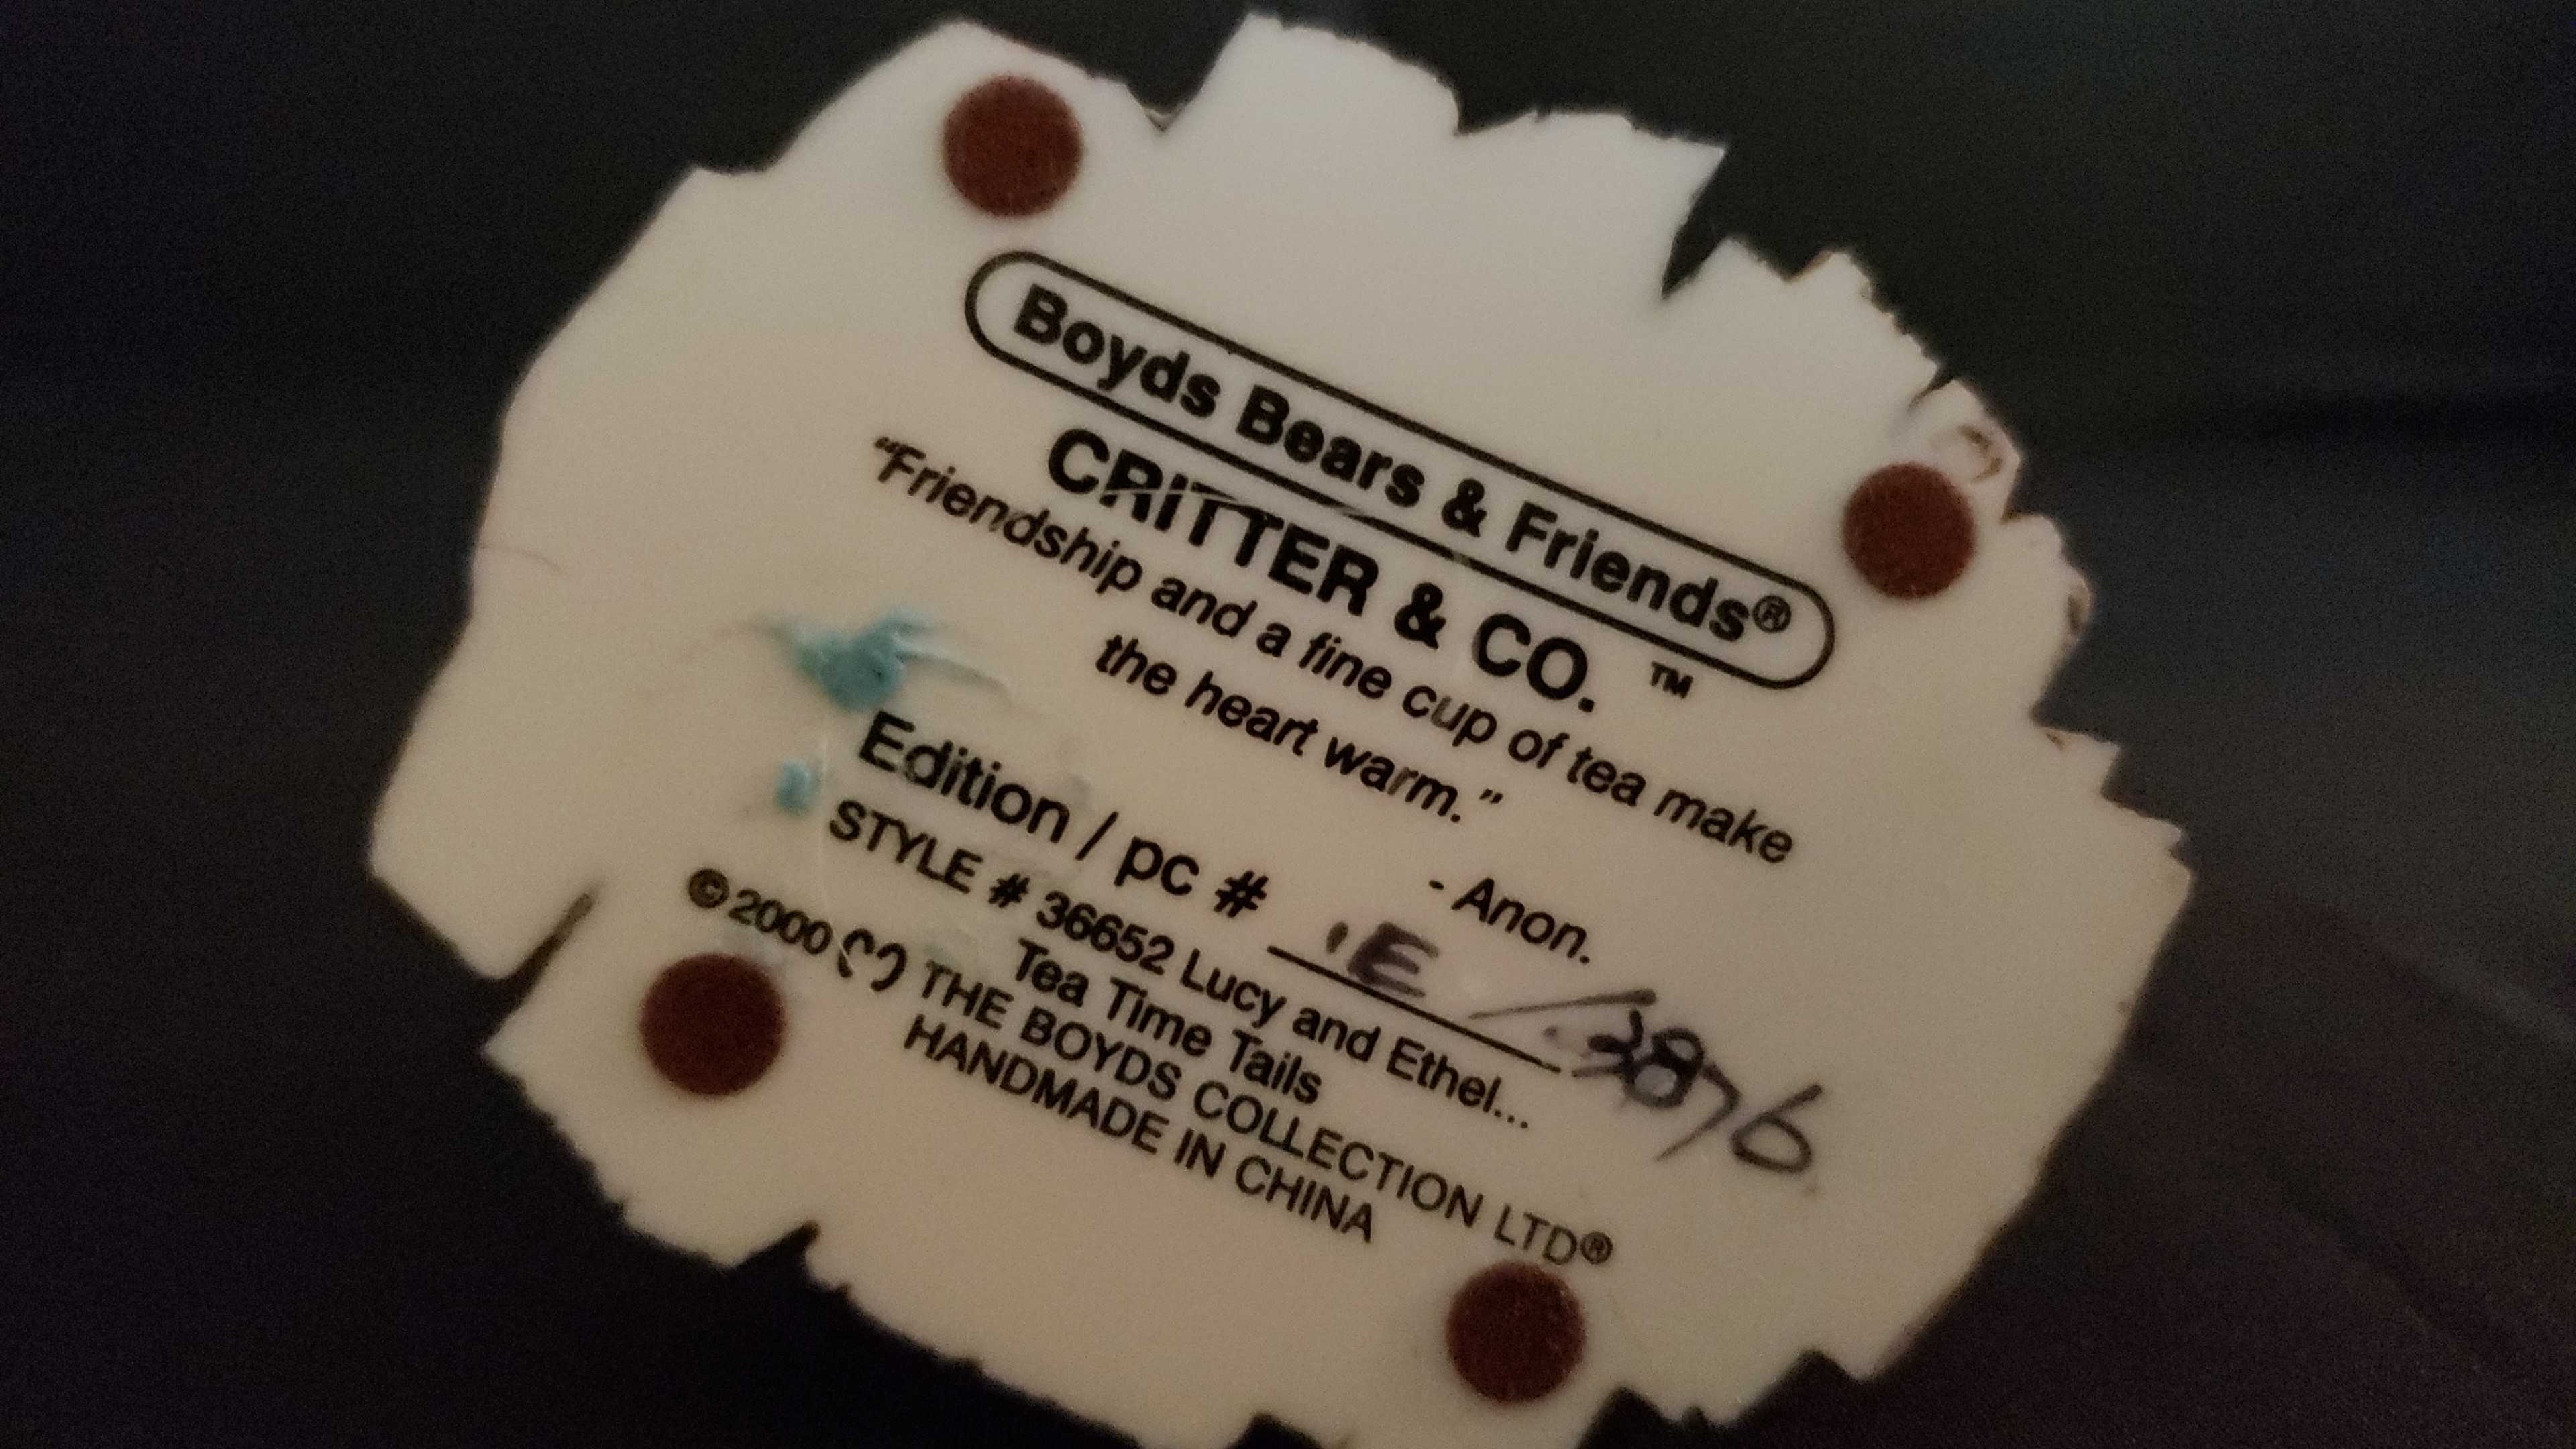 Boyds Bears & Friends®
CRITTER & CO. ™
“Friendship and a fine cup of tea make
the heart warm.”
- Anon.
Edition / pc # 1E /3876
STYLE # 36652 Lucy and Ethel...
Tea Time Tails
©2000 THE BOYDS COLLECTION LTD®
HANDMADE IN CHINA